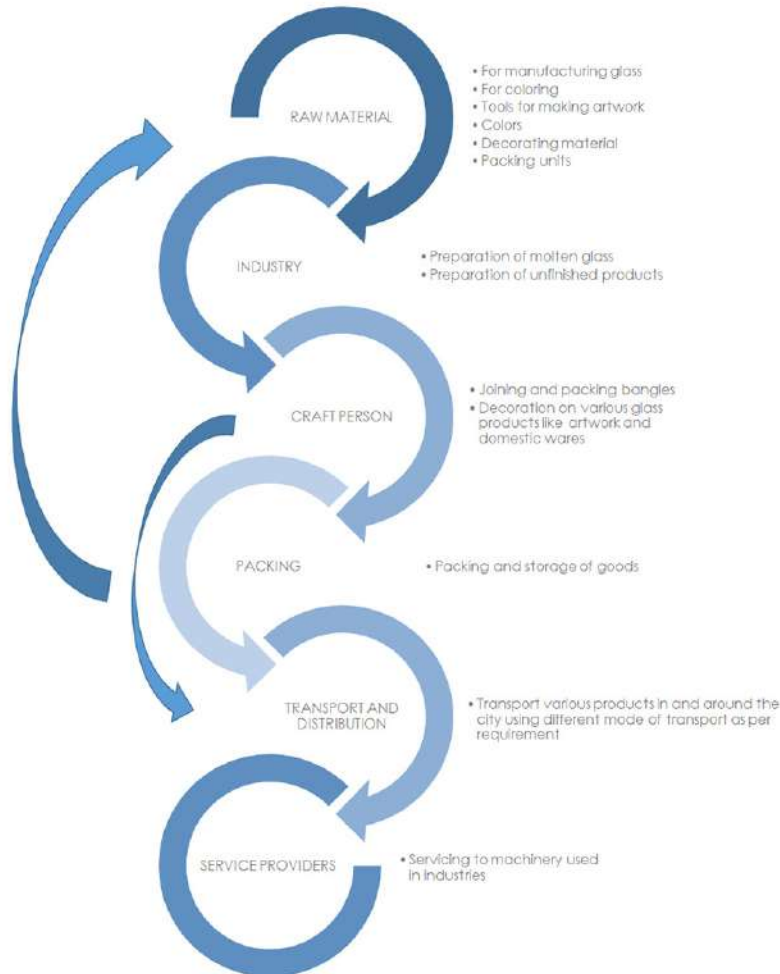 RAW MATERIAL
• For manufacturing glass
• For coloring
• Tools for making artwork
• Colors
• Decorating material
• Packing units
INDUSTRY
• Preparation of molten glass
• Preparation of unfinished products
CRAFT PERSON
• Joining and packing bangles
• Decoration on various glass
products like artwork and
domestic wares
PACKING
• Packing and storage of goods
TRANSPORT AND
DISTRIBUTION
• Transport various products in and around the
city using different mode of transport as per
requirement
SERVICE PROVIDERS
• Servicing to machinery used
in industries